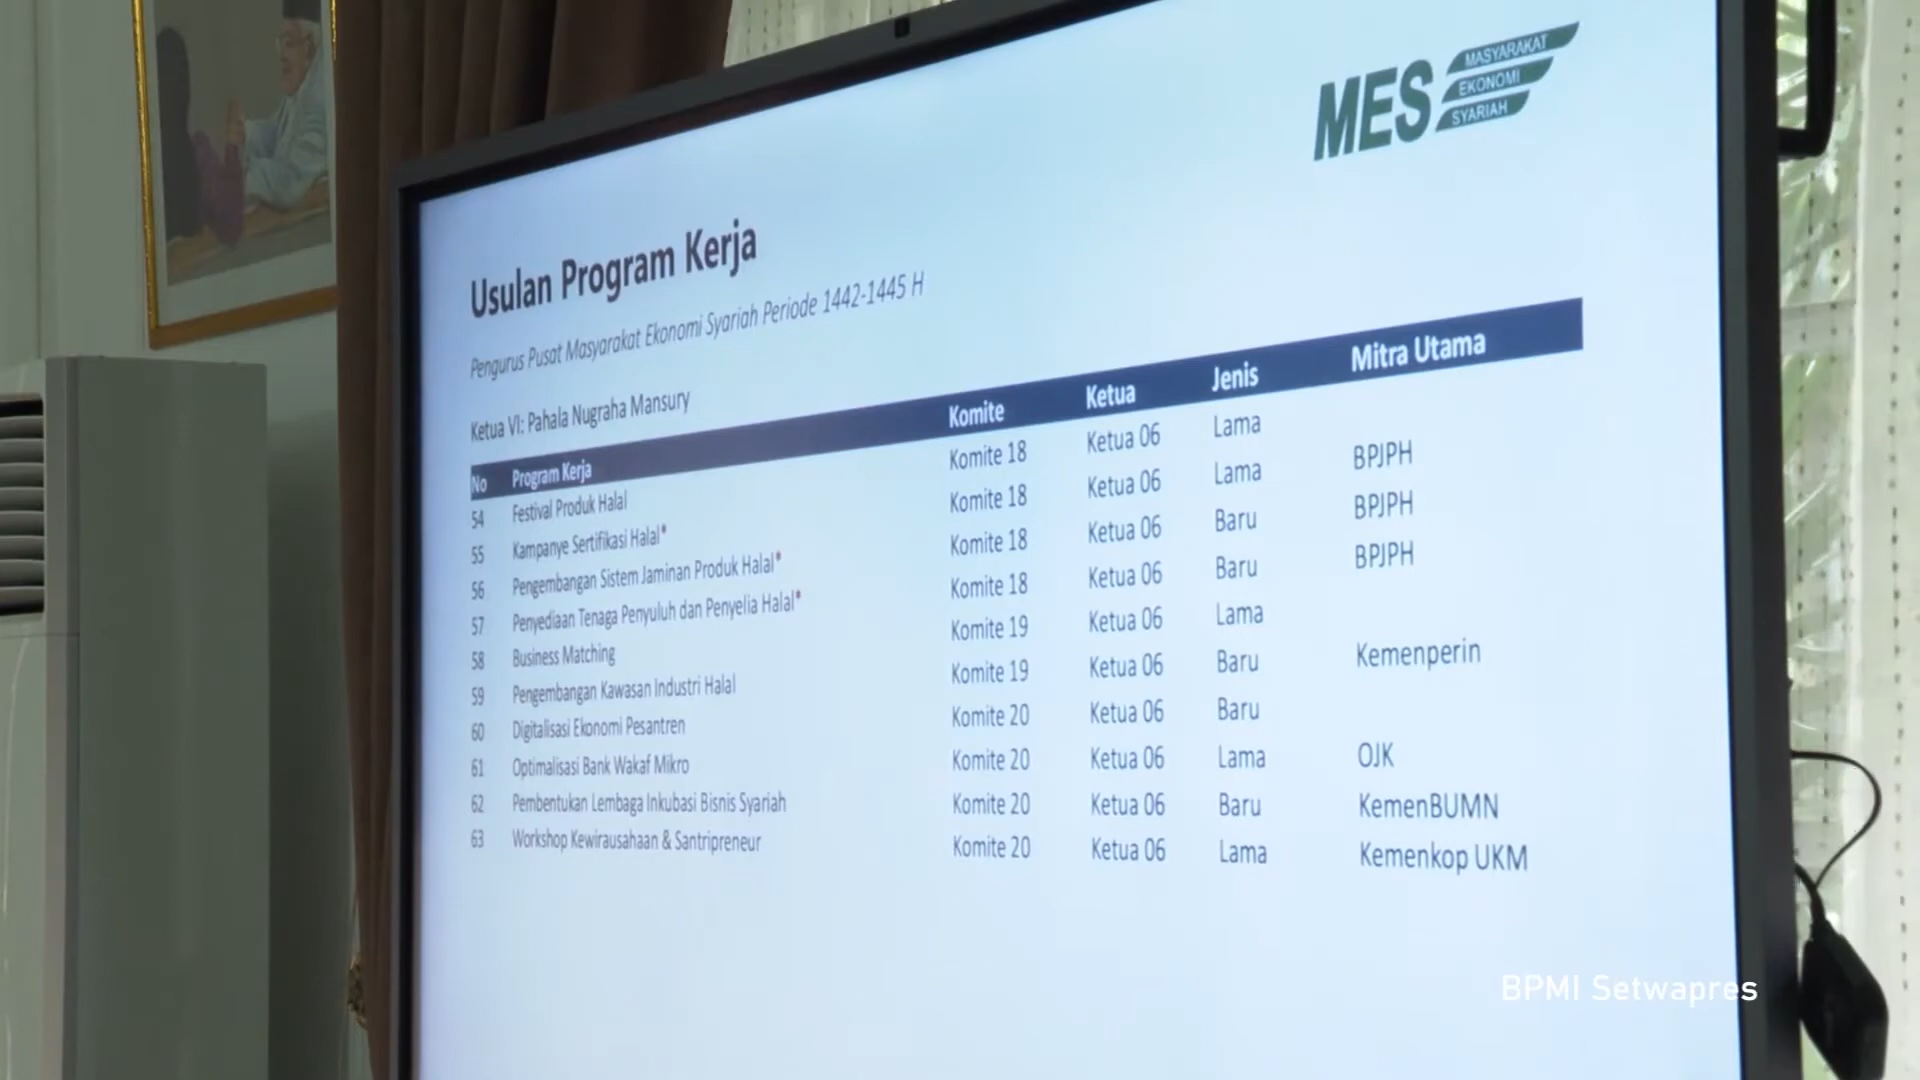 MES MASYARAKAT
EKONOMI
SYARIAH
Usulan Program Kerja
Pengurus Pusat Masyarakat Ekonomi Syariah Periode 1442-1445 H
Ketua VI: Pahala Nugraha Mansury
No Program Kerja Komite Ketua Jenis Mitra Utama
54 Festival Produk Halal Komite 18 Ketua 06 Lama
55 Kampanye Sertifikasi Halal* Komite 18 Ketua 06 Lama BPJPH
56 Pengembangan Sistem Jaminan Produk Halal* Komite 18 Ketua 06 Baru BPJPH
57 Penyediaan Tenaga Penyuluh dan Penyelia Halal* Komite 18 Ketua 06 Baru BPJPH
58 Business Matching Komite 19 Ketua 06 Lama
59 Pengembangan Kawasan Industri Halal Komite 19 Ketua 06 Baru Kemenperin
60 Digitalisasi Ekonomi Pesantren Komite 20 Ketua 06 Baru
61 Optimalisasi Bank Wakaf Mikro Komite 20 Ketua 06 Lama OJK
62 Pembentukan Lembaga Inkubasi Bisnis Syariah Komite 20 Ketua 06 Baru KemenBUMN
63 Workshop Kewirausahaan & Santripreneur Komite 20 Ketua 06 Lama Kemenkop UKM
BPMI Setwapres